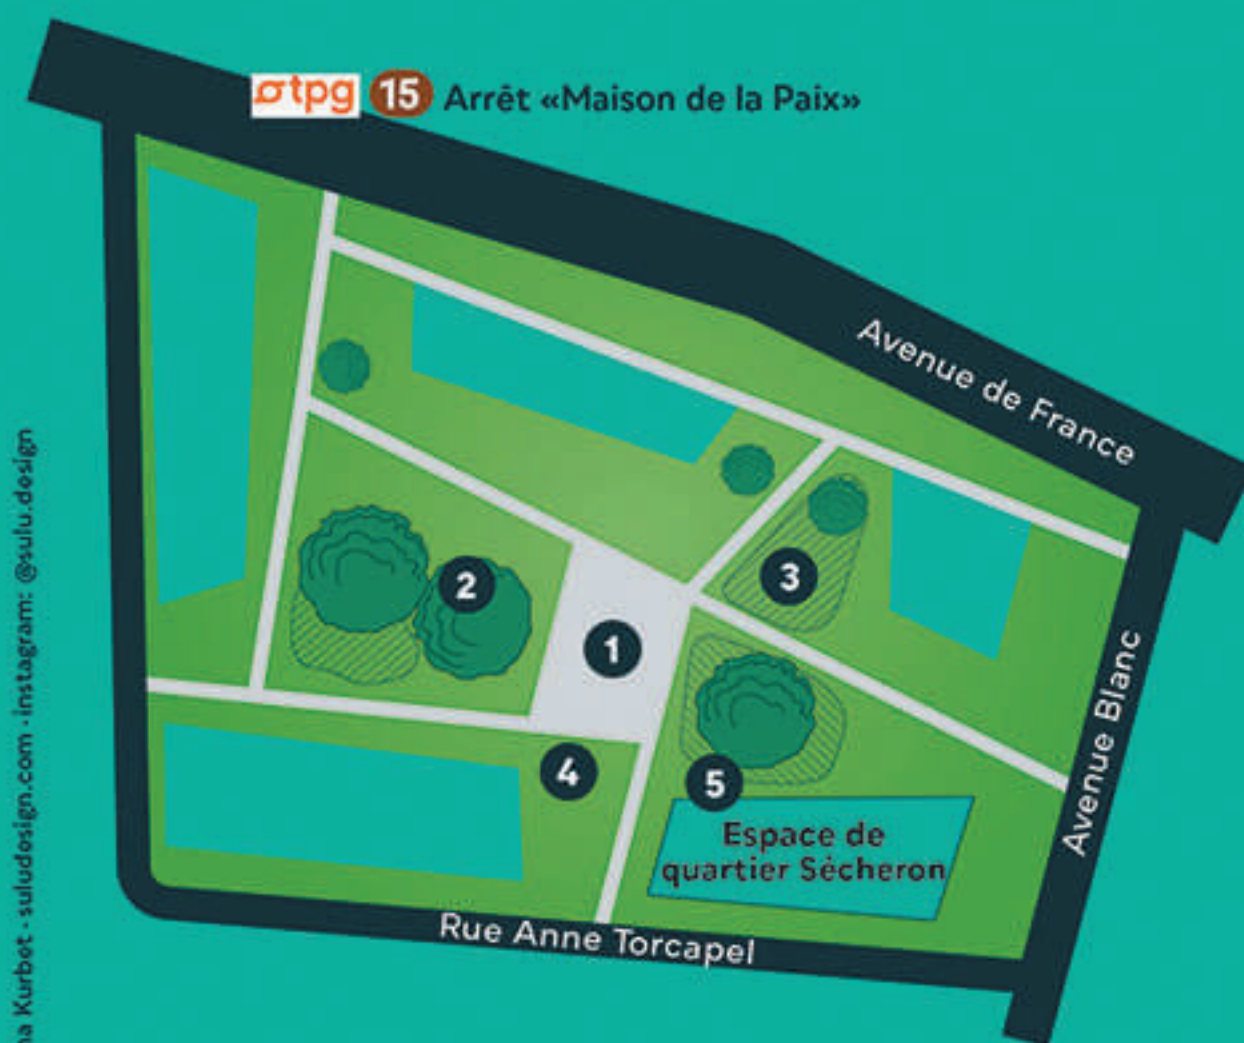 tpg 15 Arrêt «Maison de la Paix»
Avenue de France
3
2
1
4
5
Espace de
quartier Sécheron
Avenue Blanc
Rue Anne Torcapel
Kurbot - suludesign.com - instagram: @sulu.design